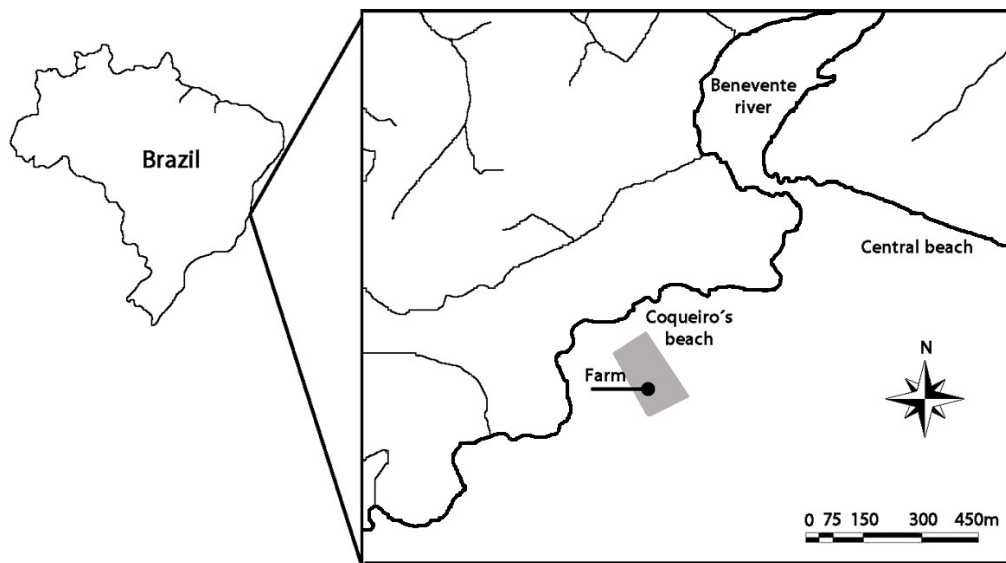 Brazil
Benevente
river
Central beach
Coqueiro´s
beach
Farm
N
0 75 150 300 450m